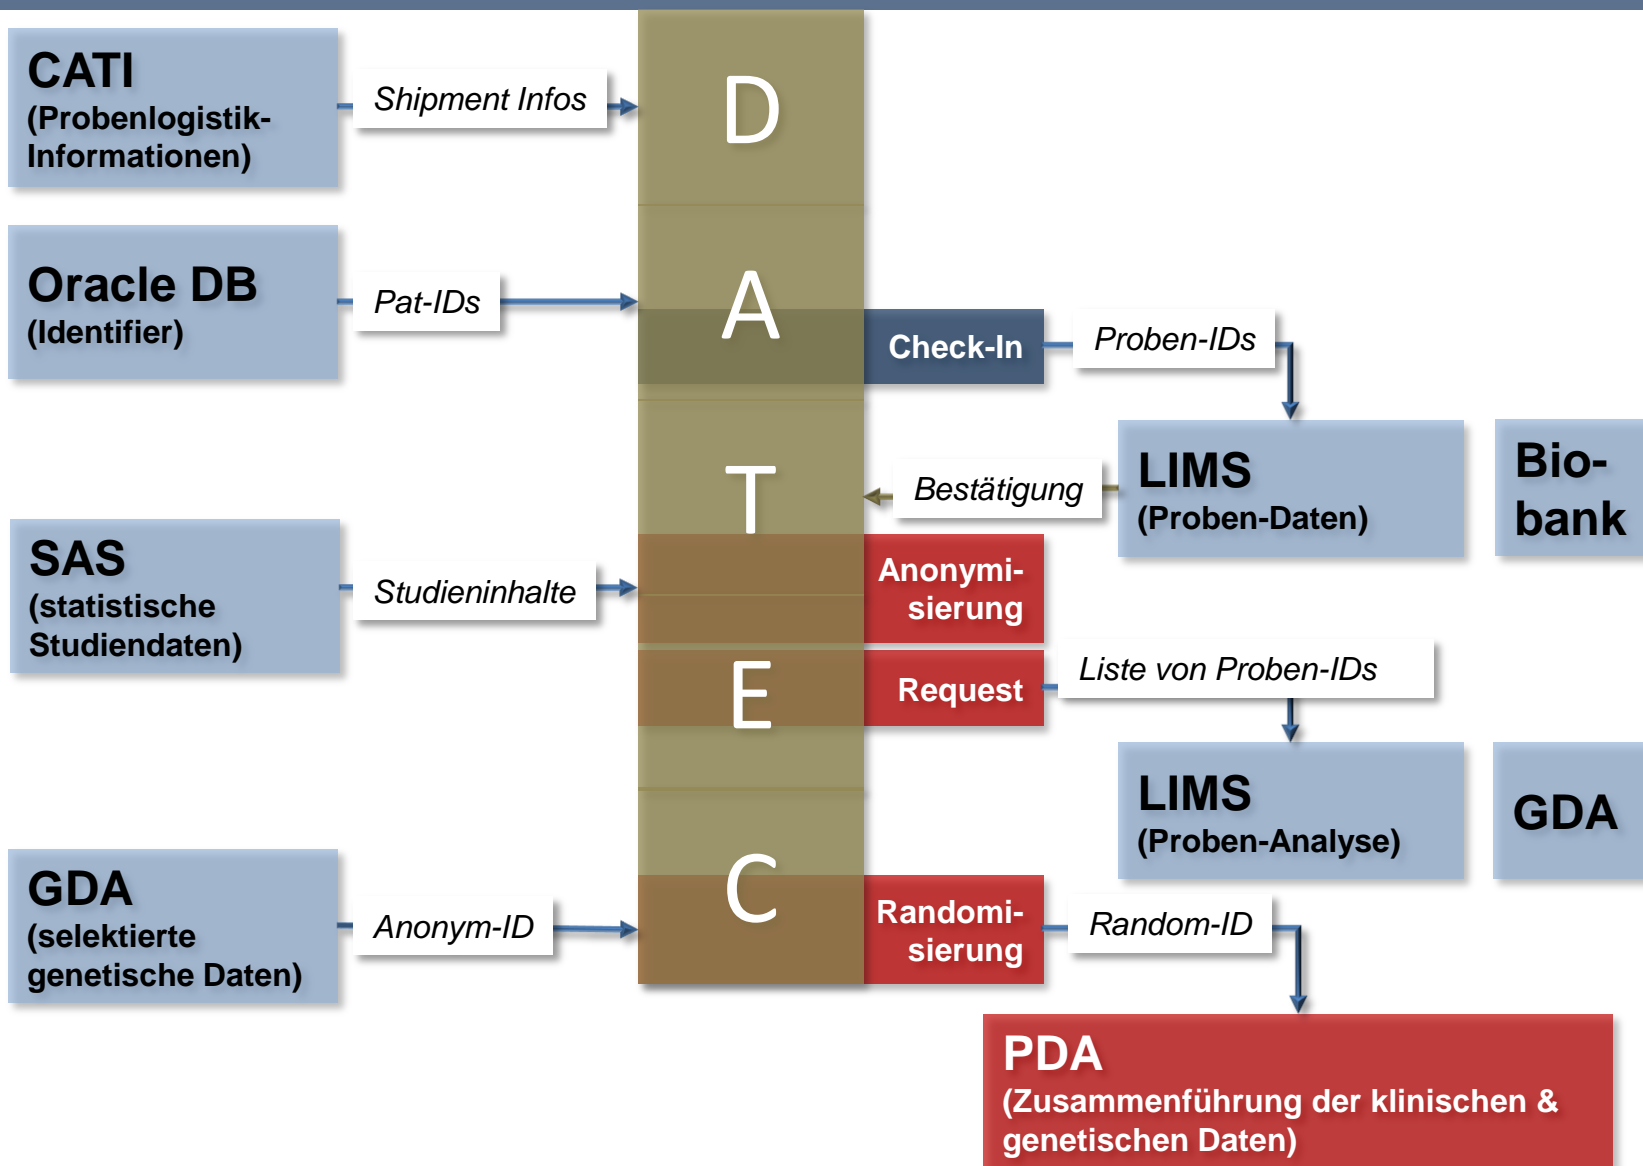 CATI
(Probenlogistik-
Informationen)
Shipment Infos
D
Oracle DB
(Identifier)
Pat-IDs
A
Check-In
Proben-IDs
T
Bestätigung
LIMS
(Proben-Daten)
Bio-
bank
SAS
(statistische
Studiendaten)
Studieninhalte
Anonymi-
sierung
E
Request
Liste von Proben-IDs
LIMS
(Proben-Analyse)
GDA
GDA
(selektierte
genetische Daten)
Anonym-ID
C
Randomi-
sierung
Random-ID
PDA
(Zusammenführung der klinischen &
genetischen Daten)